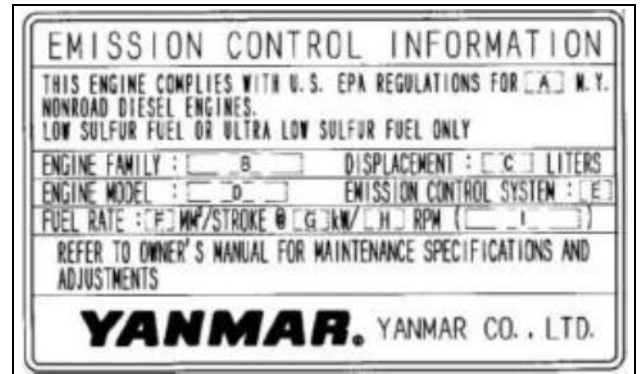 EMISSION CONTROL INFORMATION
THIS ENGINE COMPLIES WITH U.S. EPA REGULATIONS FOR [A] M.Y.
NONROAD DIESEL ENGINES.
LOW SULFUR FUEL OR ULTRA LOW SULFUR FUEL ONLY
ENGINE FAMILY : [B] DISPLACEMENT : [C] LITERS
ENGINE MODEL : [D] EMISSION CONTROL SYSTEM : [E]
FUEL RATE : [F] MM³/STROKE @ [G] kW/ [H] RPM ( [I] )
REFER TO OWNER'S MANUAL FOR MAINTENANCE SPECIFICATIONS AND
ADJUSTMENTS
YANMAR® YANMAR CO., LTD.